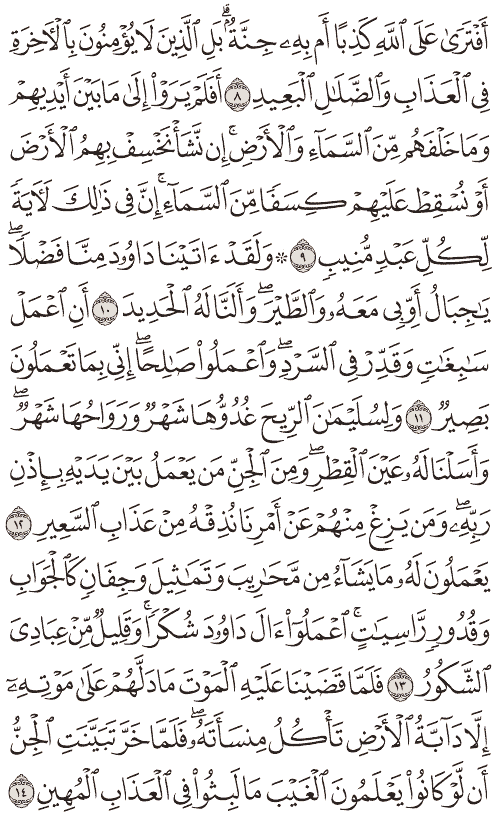 أَفْتَرَىٰ عَلَى ٱللَّهِ كَذِبًا أَم بِهِۦ جِنَّةٌۢ ۗ بَلِ ٱلَّذِينَ لَا يُؤْمِنُونَ بِٱلْـَٔاخِرَةِ
فِى ٱلْعَذَابِ وَٱلضَّلَـٰلِ ٱلْبَعِيدِ ٨ أَفَلَمْ يَرَوْا۟ إِلَىٰ مَا بَيْنَ أَيْدِيهِمْ
وَمَا خَلْفَهُم مِّنَ ٱلسَّمَآءِ وَٱلْأَرْضِ ۚ إِن نَّشَأْ نَخْسِفْ بِهِمُ ٱلْأَرْضَ
أَوْ نُسْقِطْ عَلَيْهِمْ كِسَفًا مِّنَ ٱلسَّمَآءِ ۚ إِنَّ فِى ذَٰلِكَ لَـَٔايَةً
لِّكُلِّ عَبْدٍ مُّنِيبٍ ٩ ۞ وَلَقَدْ ءَاتَيْنَا دَاوُۥدَ مِنَّا فَضْلًا ۖ
يَـٰجِبَالُ أَوِّبِى مَعَهُۥ وَٱلطَّيْرَ ۖ وَأَلَنَّا لَهُ ٱلْحَدِيدَ ١٠ أَنِ ٱعْمَلْ
سَـٰبِغَـٰتٍ وَقَدِّرْ فِى ٱلسَّرْدِ ۖ وَٱعْمَلُوا۟ صَـٰلِحًا ۖ إِنِّى بِمَا تَعْمَلُونَ
بَصِيرٌ ١١ وَلِسُلَيْمَـٰنَ ٱلرِّيحَ غُدُوُّهَا شَهْرٌ وَرَوَاحُهَا شَهْرٌ ۖ
وَأَسَلْنَا لَهُۥ عَيْنَ ٱلْقِطْرِ ۖ وَمِنَ ٱلْجِنِّ مَن يَعْمَلُ بَيْنَ يَدَيْهِ بِإِذْنِ
رَبِّهِۦ ۖ وَمَن يَزِغْ مِنْهُمْ عَنْ أَمْرِنَا نُذِقْهُ مِنْ عَذَابِ ٱلسَّعِيرِ ١٢
يَعْمَلُونَ لَهُۥ مَا يَشَآءُ مِن مَّحَـٰرِيبَ وَتَمَـٰثِيلَ وَجِفَانٍ كَٱلْجَوَابِ
وَقُدُورٍ رَّاسِيَـٰتٍ ۚ ٱعْمَلُوٓا۟ ءَالَ دَاوُۥدَ شُكْرًا ۚ وَقَلِيلٌ مِّنْ عِبَادِىَ
ٱلشَّكُورُ ١٣ فَلَمَّا قَضَيْنَا عَلَيْهِ ٱلْمَوْتَ مَا دَلَّهُمْ عَلَىٰ مَوْتِهِۦٓ
إِلَّا دَآبَّةُ ٱلْأَرْضِ تَأْكُلُ مِنسَأَتَهُۥ ۖ فَلَمَّا خَرَّ تَبَيَّنَتِ ٱلْجِنُّ
أَن لَّوْ كَانُوا۟ يَعْلَمُونَ ٱلْغَيْبَ مَا لَبِثُوا۟ فِى ٱلْعَذَابِ ٱلْمُهِينِ ١٤